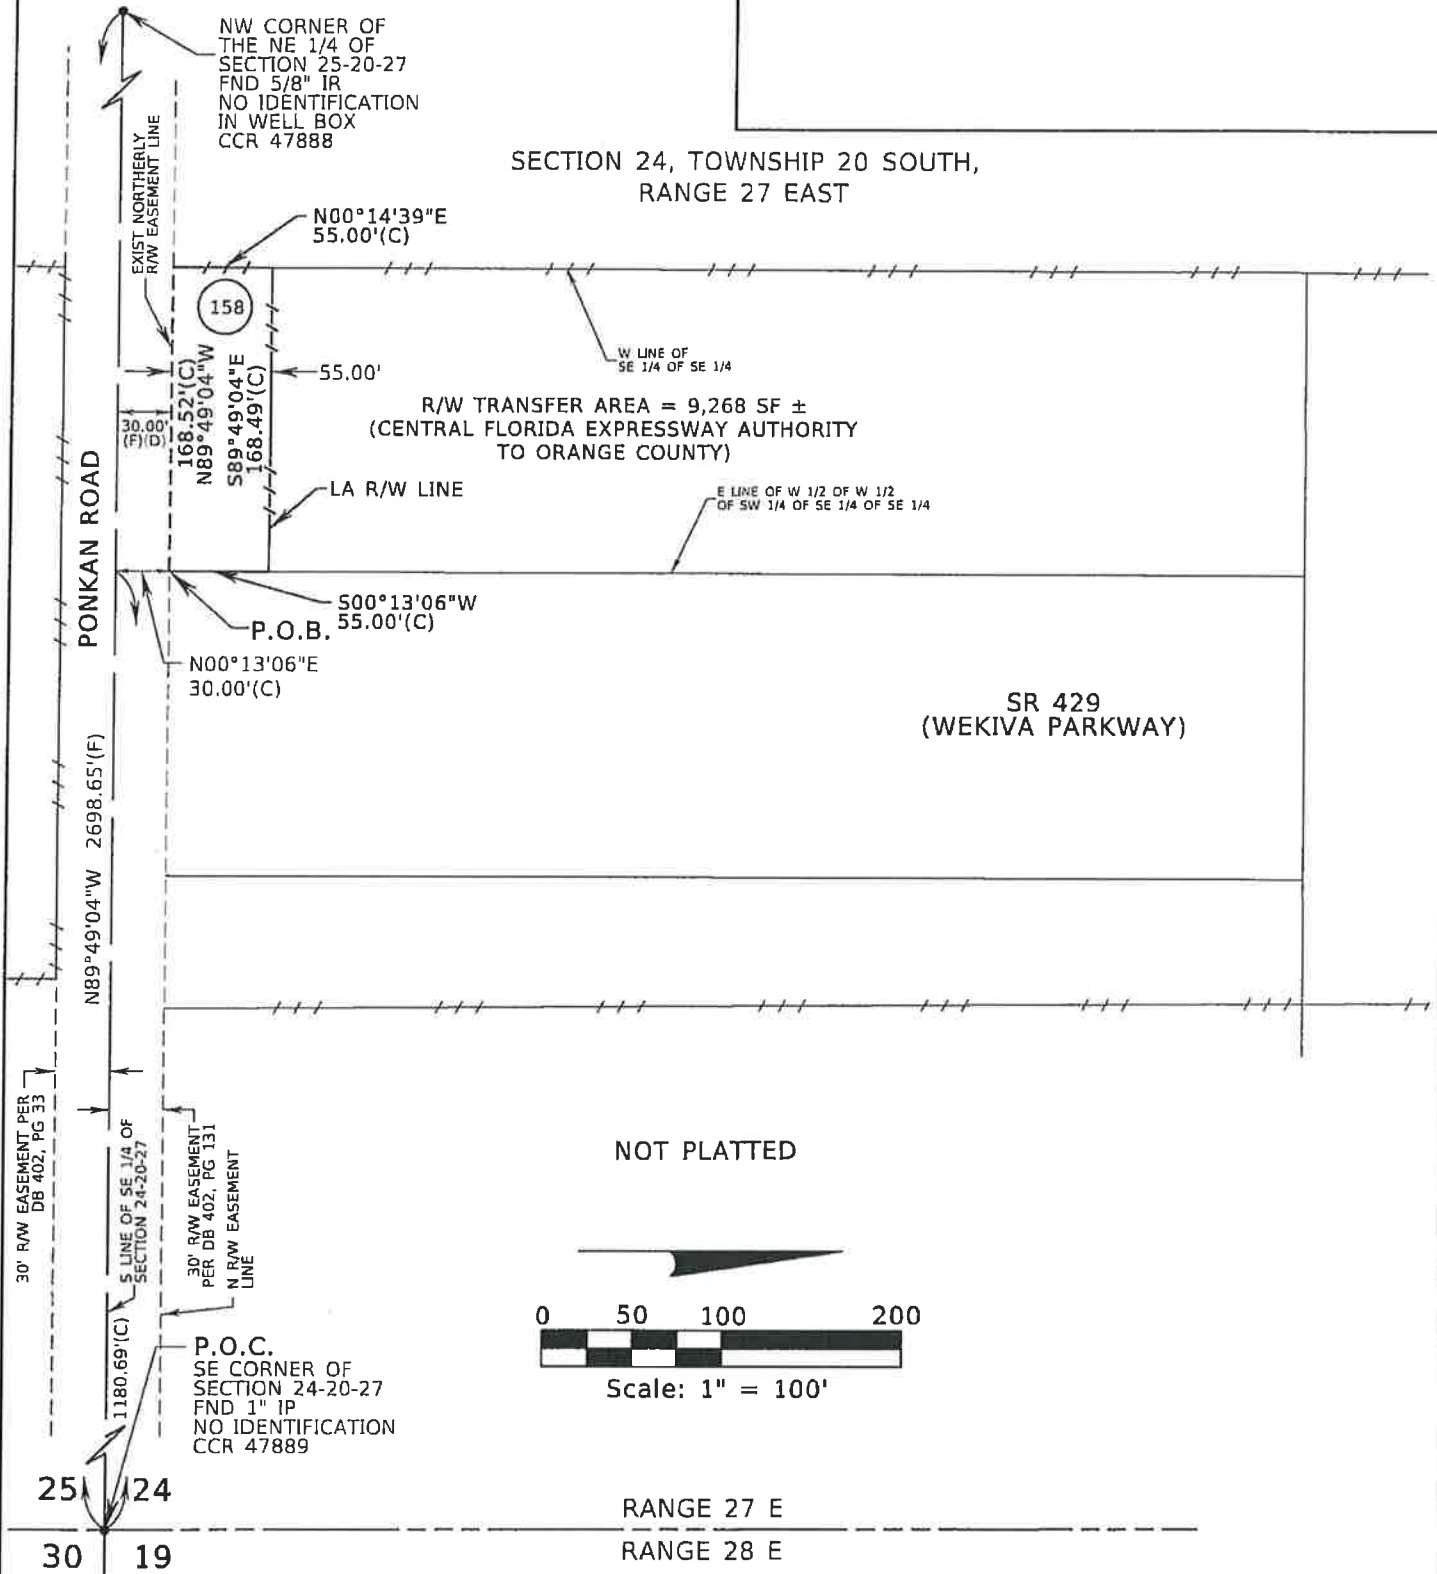 NW CORNER OF
THE NE 1/4 OF
SECTION 25-20-27
FND 5/8" IR
NO IDENTIFICATION
IN WELL BOX
CCR 47888
SECTION 24, TOWNSHIP 20 SOUTH,
RANGE 27 EAST
EXIST NORTHERLY
R/W EASEMENT LINE
N00°14'39"E
55.00'(C)
158
W LINE OF
SE 1/4 OF SE 1/4
168.52'(C)
N89°49'04"W
S89°49'04"E
168.49'(C)
55.00'
30.00'
(F)(D)
R/W TRANSFER AREA = 9,268 SF ±
(CENTRAL FLORIDA EXPRESSWAY AUTHORITY
TO ORANGE COUNTY)
LA R/W LINE
E LINE OF W 1/2 OF W 1/2
OF SW 1/4 OF SE 1/4 OF SE 1/4
PONKAN ROAD
S00°13'06"W
55.00'(C)
P.O.B.
N00°13'06"E
30.00'(C)
SR 429
(WEKIVA PARKWAY)
N89°49'04"W 2698.65'(F)
30' R/W EASEMENT PER
DB 402, PG 33
S LINE OF SE 1/4 OF
SECTION 24-20-27
30' R/W EASEMENT
PER DB 402, PG 131
N R/W EASEMENT
LINE
NOT PLATTED
0 50 100 200
Scale: 1" = 100'
1180.69'(C)
P.O.C.
SE CORNER OF
SECTION 24-20-27
FND 1" IP
NO IDENTIFICATION
CCR 47889
25 24
RANGE 27 E
30 19
RANGE 28 E